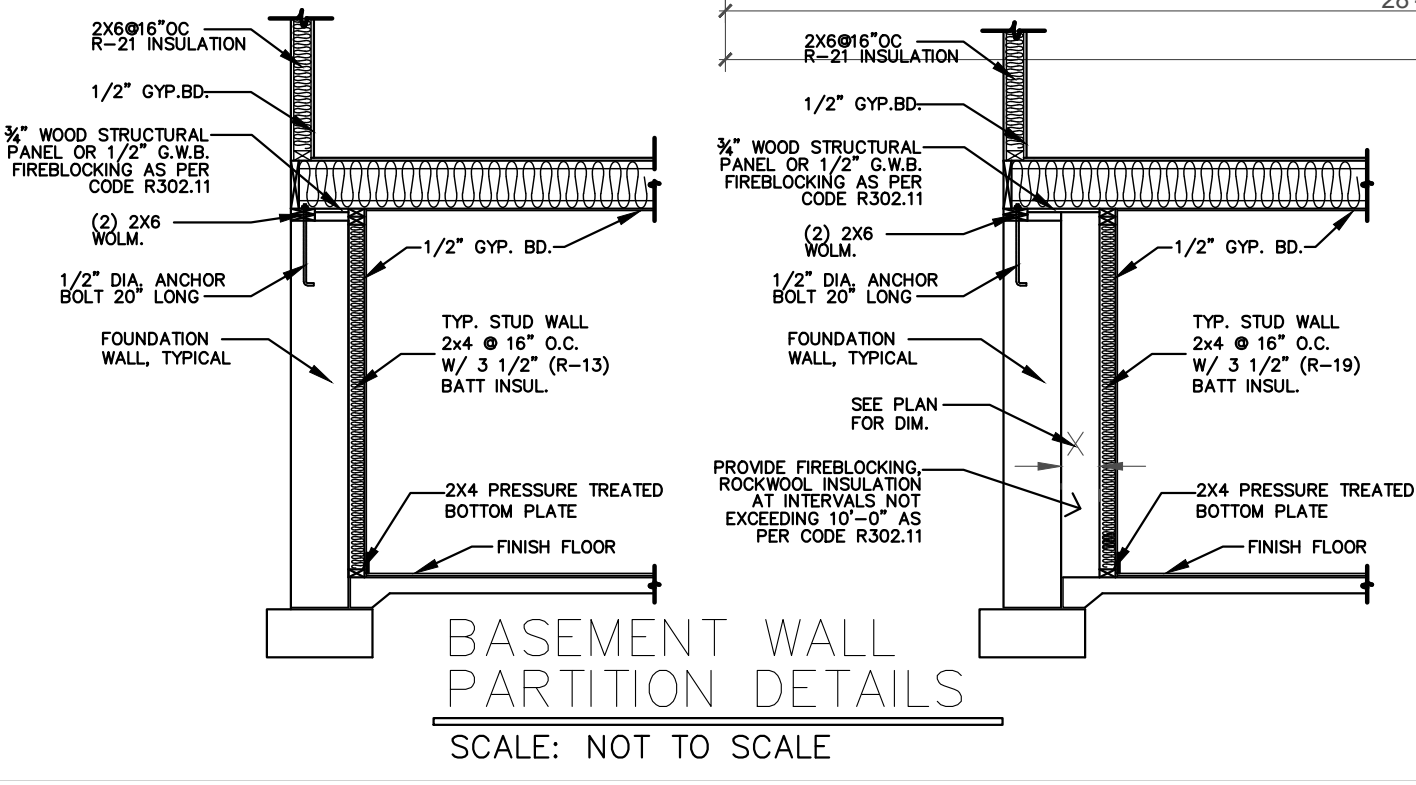 2X6@16"OC
R-21 INSULATION
1/2" GYP.BD.
¾" WOOD STRUCTURAL
PANEL OR 1/2" G.W.B.
FIREBLOCKING AS PER
CODE R302.11
(2) 2X6
WOLM.
1/2" DIA. ANCHOR
BOLT 20" LONG
FOUNDATION
WALL, TYPICAL
1/2" GYP. BD.
TYP. STUD WALL
2x4 @ 16" O.C.
W/ 3 1/2" (R-13)
BATT INSUL.
2X4 PRESSURE TREATED
BOTTOM PLATE
FINISH FLOOR
2X6@16"OC
R-21 INSULATION
1/2" GYP.BD.
¾" WOOD STRUCTURAL
PANEL OR 1/2" G.W.B.
FIREBLOCKING AS PER
CODE R302.11
(2) 2X6
WOLM.
1/2" DIA. ANCHOR
BOLT 20" LONG
FOUNDATION
WALL, TYPICAL
SEE PLAN
FOR DIM.
X
PROVIDE FIREBLOCKING,
ROCKWOOL INSULATION
AT INTERVALS NOT
EXCEEDING 10'-0" AS
PER CODE R302.11
1/2" GYP. BD.
TYP. STUD WALL
2x4 @ 16" O.C.
W/ 3 1/2" (R-19)
BATT INSUL.
2X4 PRESSURE TREATED
BOTTOM PLATE
FINISH FLOOR
BASEMENT WALL
PARTITION DETAILS
SCALE: NOT TO SCALE